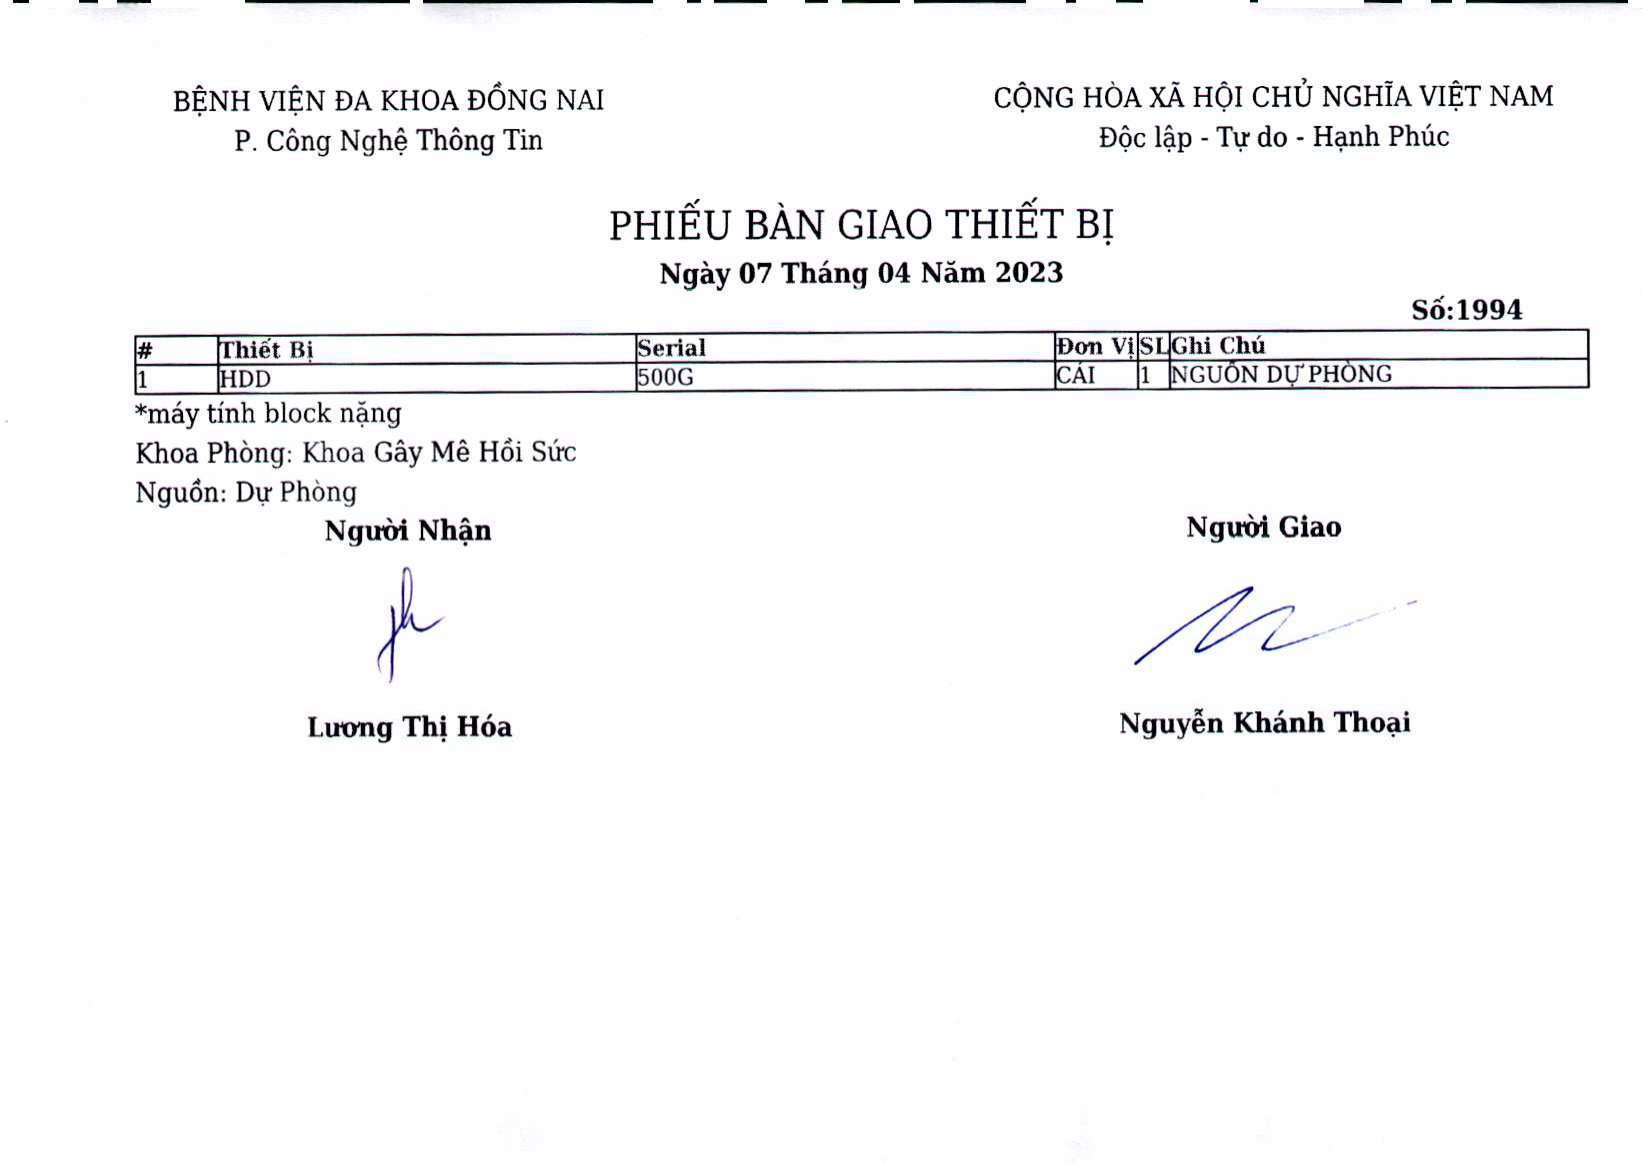 BỆNH VIỆN ĐA KHOA ĐỒNG NAI
P. Công Nghệ Thông Tin
CỘNG HÒA XÃ HỘI CHỦ NGHĨA VIỆT NAM
Độc lập - Tự do - Hạnh Phúc
PHIẾU BÀN GIAO THIẾT BỊ
Ngày 07 Tháng 04 Năm 2023
Số:1994
# Thiết Bị Serial Đơn Vị SL Ghi Chú
1 HDD 500G CÁI 1 NGUỒN DỰ PHÒNG
*máy tính block nặng
Khoa Phòng: Khoa Gây Mê Hồi Sức
Nguồn: Dự Phòng
Người Nhận Người Giao
Lương Thị Hóa Nguyễn Khánh Thoại